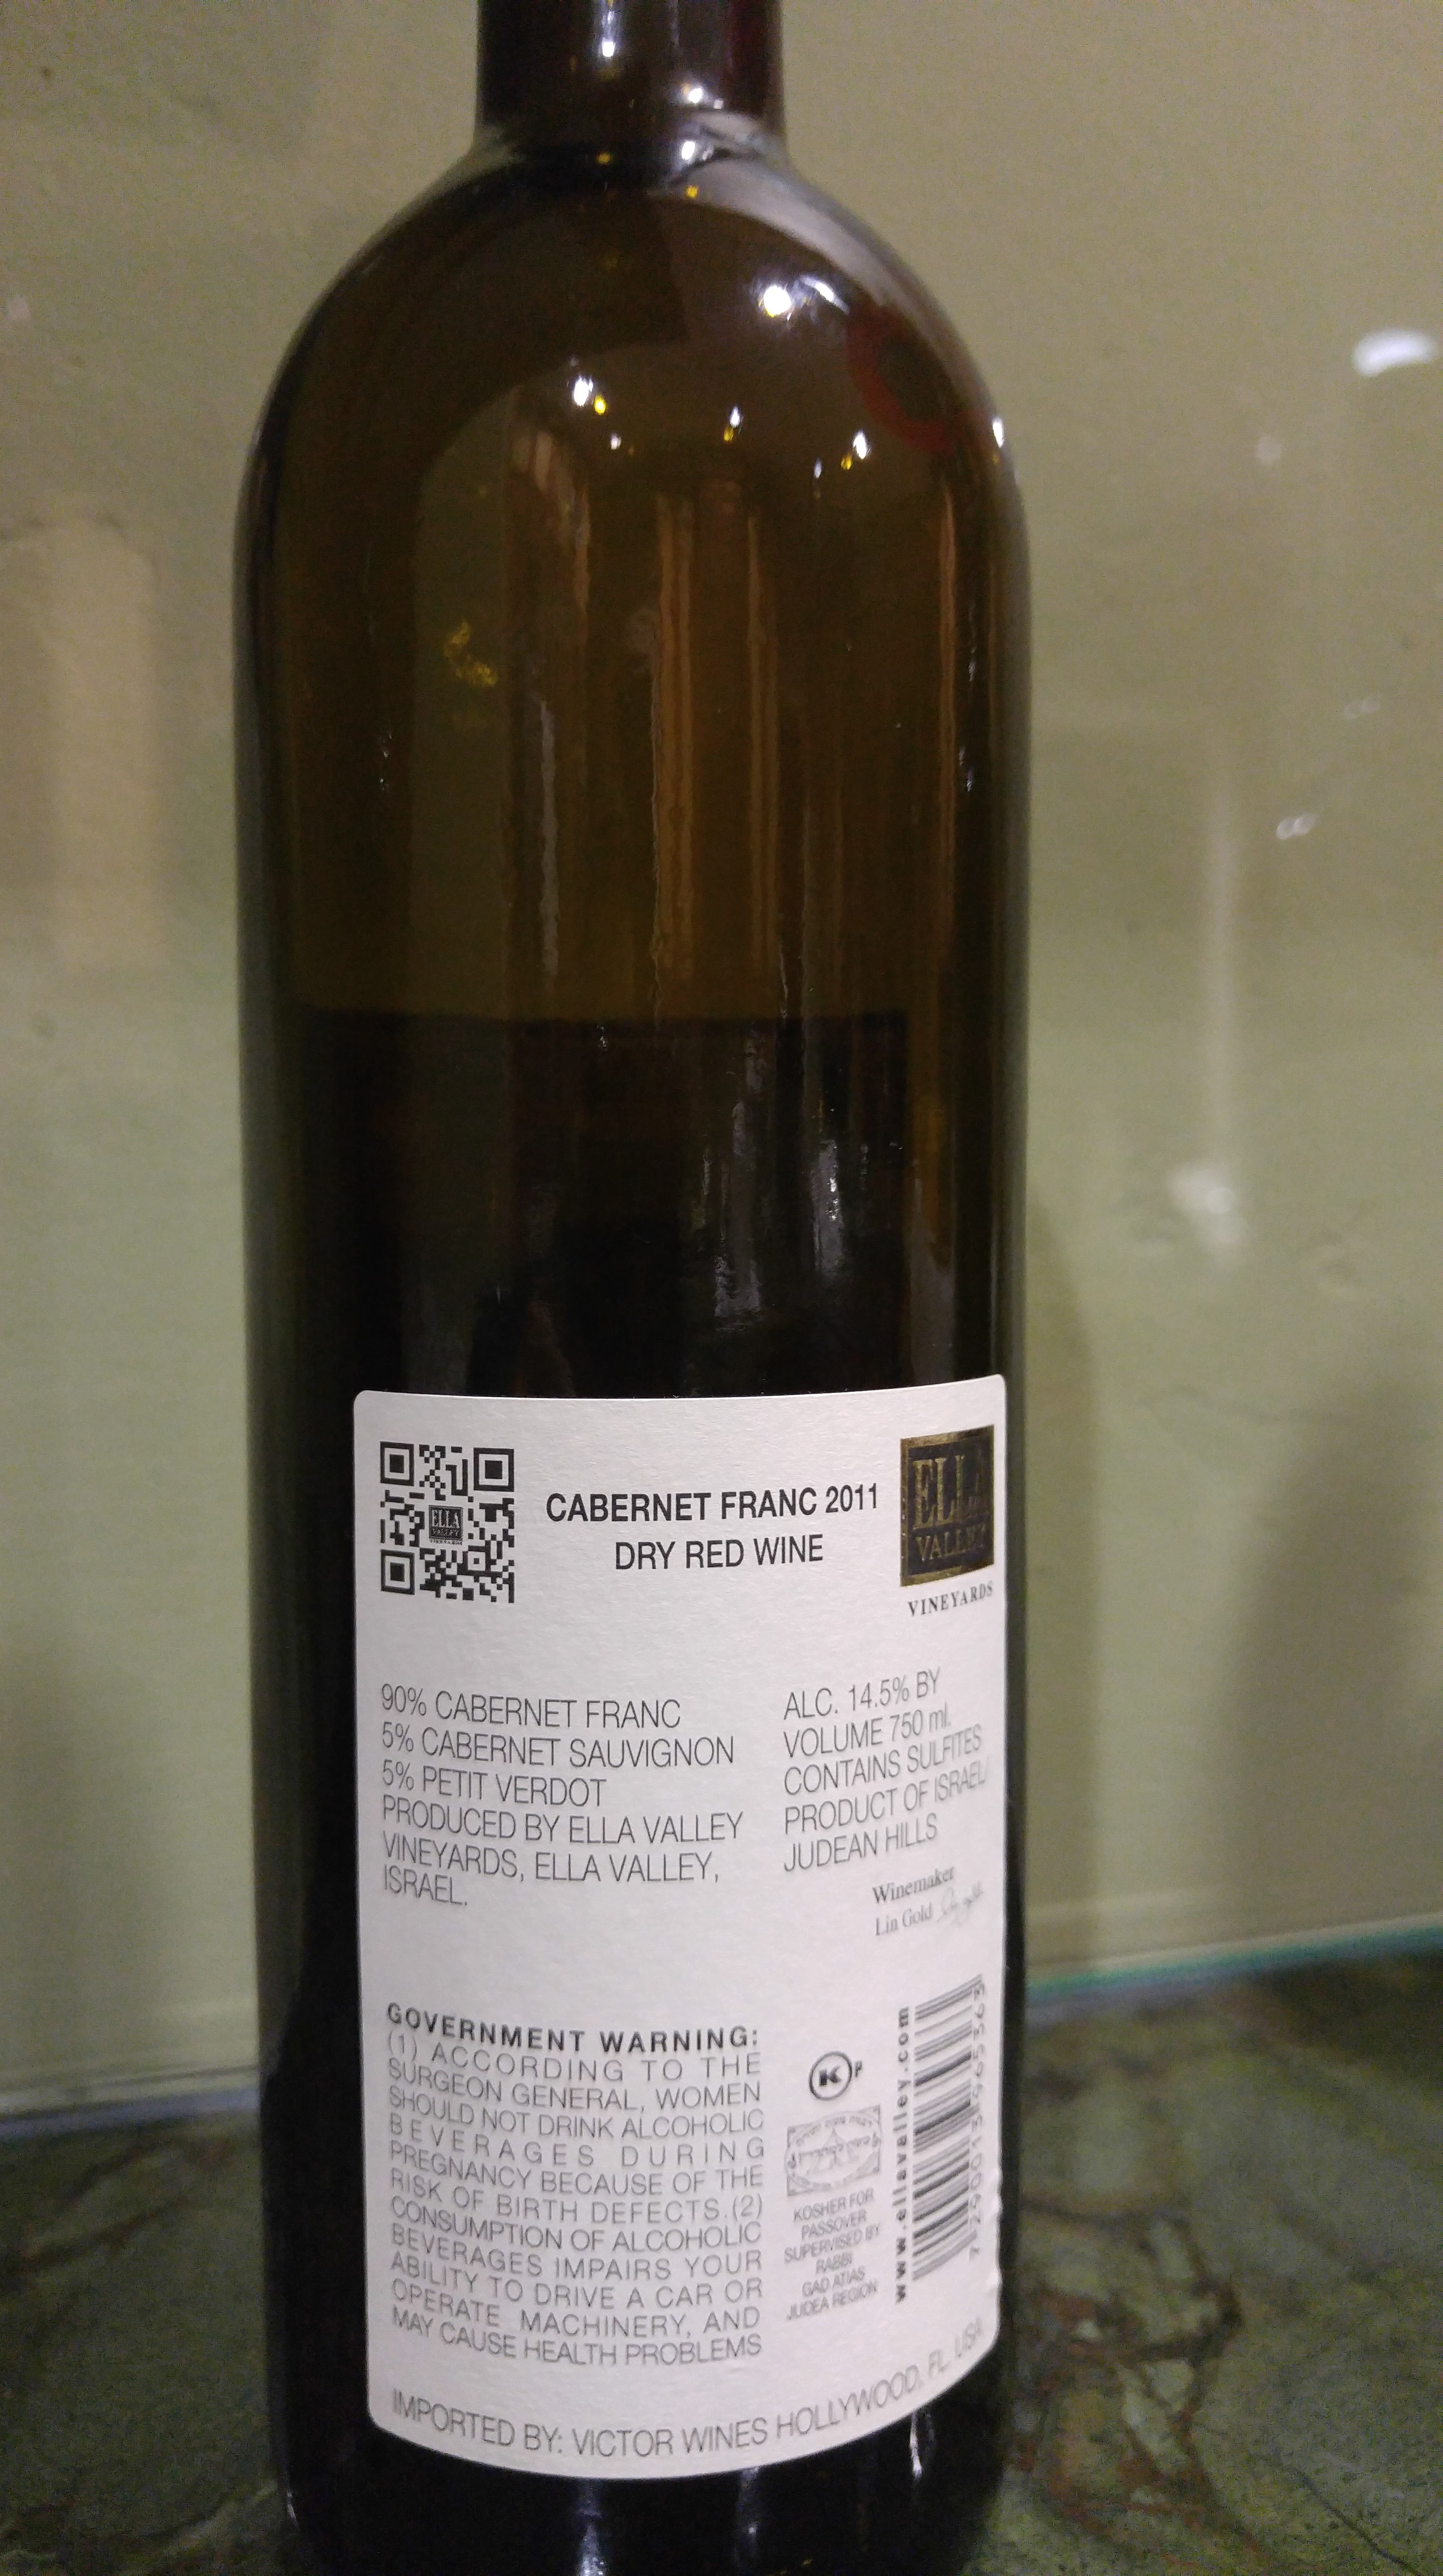 CABERNET FRANC 2011
DRY RED WINE
ELLA
VALLEY
VINEYARDS
ELLA
VALLEY
VINEYARDS
90% CABERNET FRANC
5% CABERNET SAUVIGNON
5% PETIT VERDOT
PRODUCED BY ELLA VALLEY
VINEYARDS, ELLA VALLEY,
ISRAEL.
ALC. 14.5% BY
VOLUME 750 ml.
CONTAINS SULFITES
PRODUCT OF ISRAEL/
JUDEAN HILLS
Winemaker
Lin Gold
GOVERNMENT WARNING:
(1) ACCORDING TO THE
SURGEON GENERAL, WOMEN
SHOULD NOT DRINK ALCOHOLIC
BEVERAGES DURING
PREGNANCY BECAUSE OF THE
RISK OF BIRTH DEFECTS.(2)
CONSUMPTION OF ALCOHOLIC
BEVERAGES IMPAIRS YOUR
ABILITY TO DRIVE A CAR OR
OPERATE MACHINERY, AND
MAY CAUSE HEALTH PROBLEMS
K P
KOSHER FOR
PASSOVER
SUPERVISED BY
RABBI
GAD ATIAS
JUDEA REGION
www.ellavalley.com
IMPORTED BY: VICTOR WINES HOLLYWOOD, FL. USA